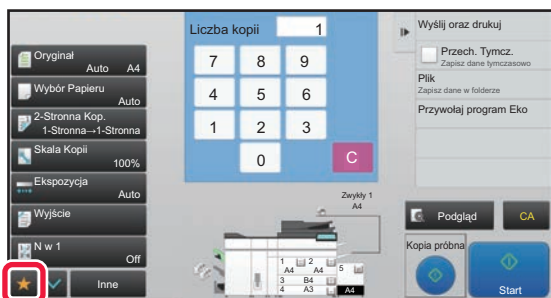 Oryginał
Auto A4
Wybór Papieru
Auto
2-Stronna Kop.
1-Stronna→1-Stronna
Skala Kopii
100%
Ekspozycja
Auto
Wyjście
N w 1
Off
Inne
Liczba kopii 1
7 8 9
4 5 6
1 2 3
0 C
Zwykły 1
A4
1 2 5
A4 A4
3 B4
4 A3 A4
Wyślij oraz drukuj
Przech. Tymcz.
Zapisz dane tymczasowo
Plik
Zapisz dane w folderze
Przywołaj program Eko
Podgląd CA
Kopia próbna
Start